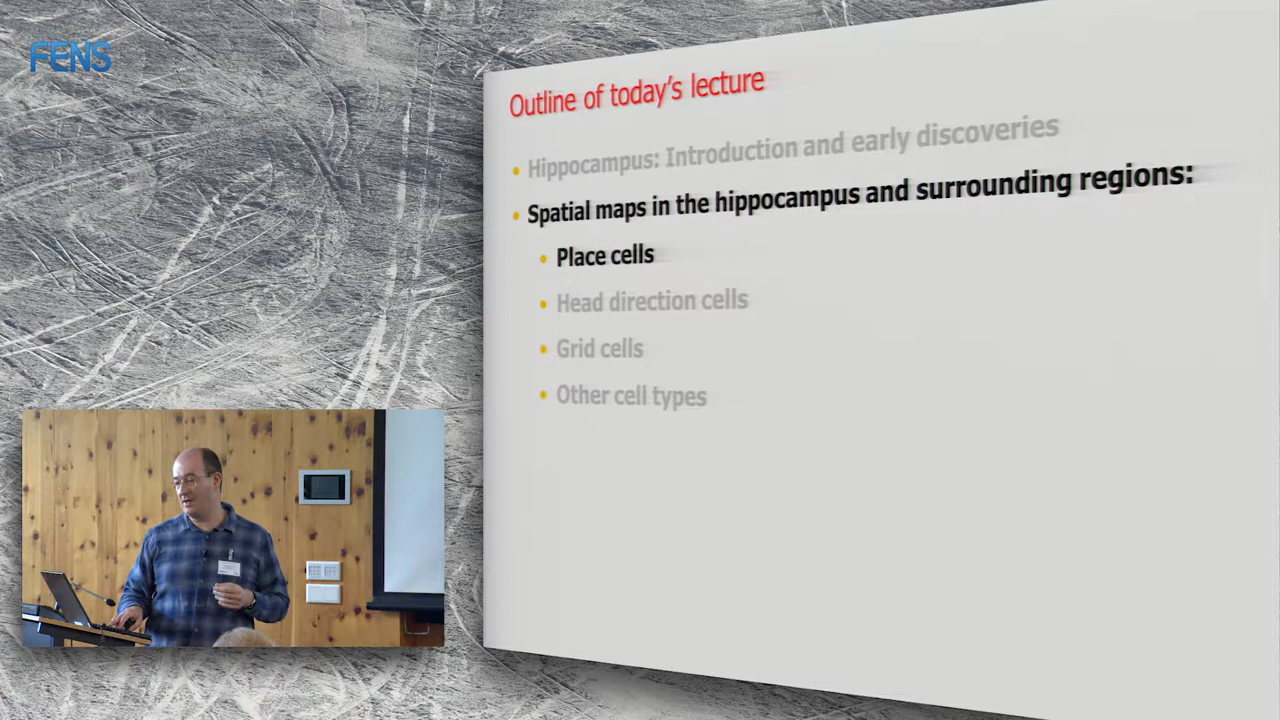 FENS
Outline of today's lecture
• Hippocampus: Introduction and early discoveries
• Spatial maps in the hippocampus and surrounding regions:
• Place cells
• Head direction cells
• Grid cells
• Other cell types